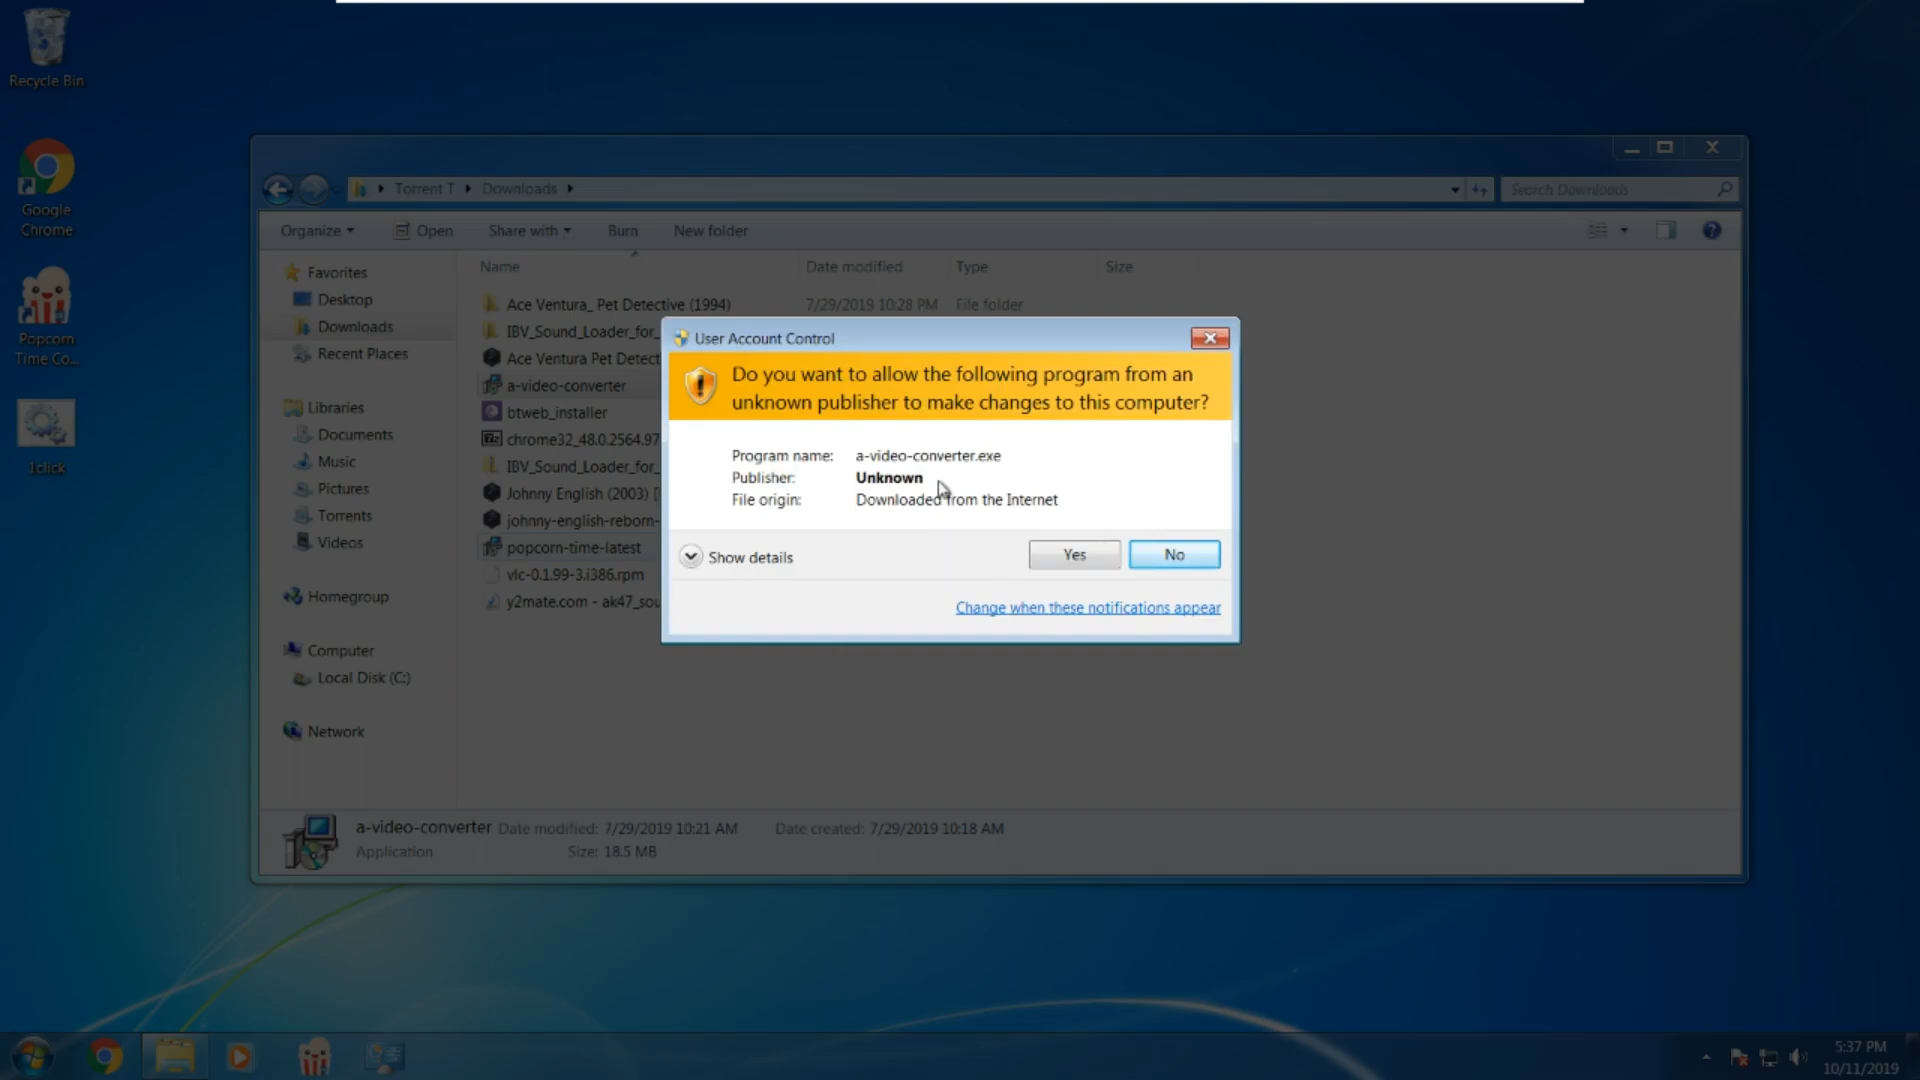 Recycle Bin
Google
Chrome
Popcorn
Time Co...
1click
Torrent T
Downloads
Search Downloads
Organize
Open
Share with
Burn
New folder
Favorites
Desktop
Downloads
Recent Places
Libraries
Documents
Music
Pictures
Torrents
Videos
Homegroup
Computer
Local Disk (C:)
Network
Name Date modified Type Size
Ace Ventura_ Pet Detective (1994) 7/29/2019 10:28 PM File folder
IBV_Sound_Loader_for_
Ace Ventura Pet Detect
a-video-converter
btweb_installer
chrome32_48.0.2564.97
IBV_Sound_Loader_for_
Johnny English (2003) [
johnny-english-reborn-
popcorn-time-latest
vlc-0.1.99-3.i386.rpm
y2mate.com - ak47_sou
User Account Control
Do you want to allow the following program from an
unknown publisher to make changes to this computer?
Program name: a-video-converter.exe
Publisher: Unknown
File origin: Downloaded from the Internet
Show details
Yes
No
Change when these notifications appear
a-video-converter Date modified: 7/29/2019 10:21 AM Date created: 7/29/2019 10:18 AM
Application Size: 18.5 MB
5:37 PM
10/11/2019